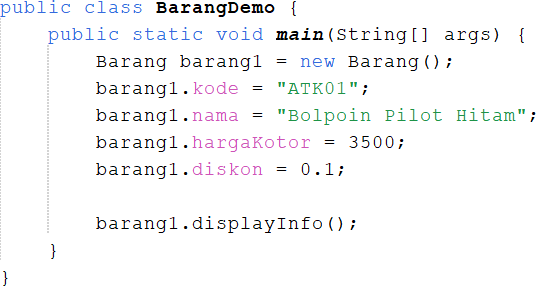 public class BarangDemo {
    public static void main(String[] args) {
        Barang barang1 = new Barang();
        barang1.kode = "ATK01";
        barang1.nama = "Bolpoin Pilot Hitam";
        barang1.hargaKotor = 3500;
        barang1.diskon = 0.1;

        barang1.displayInfo();
    }
}